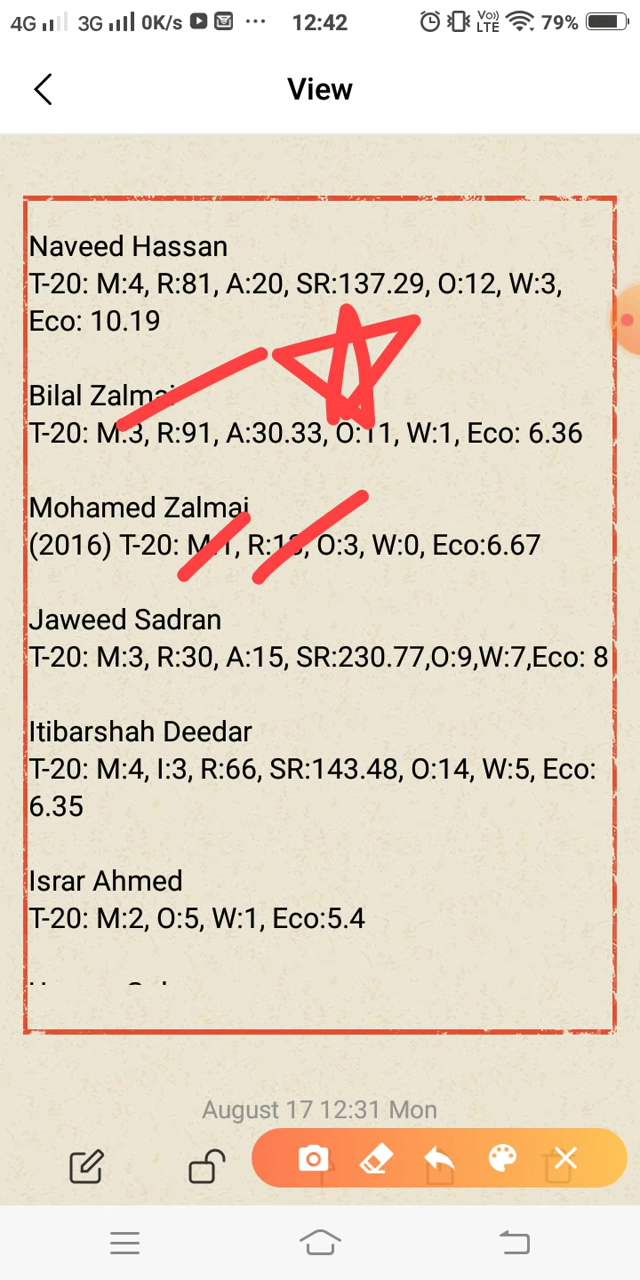 4G 3G 0K/s ... 12:42 Vo)) LTE 79%
View
Naveed Hassan
T-20: M:4, R:81, A:20, SR:137.29, O:12, W:3,
Eco: 10.19
Bilal Zalmai
T-20: M:3, R:91, A:30.33, O:11, W:1, Eco: 6.36
Mohamed Zalmai
(2016) T-20: O:3, W:0, Eco:6.67
Jaweed Sadran
T-20: M:3, R:30, A:15, SR:230.77,O:9,W:7,Eco: 8
Itibarshah Deedar
T-20: M:4, I:3, R:66, SR:143.48, O:14, W:5, Eco:
6.35
Israr Ahmed
T-20: M:2, O:5, W:1, Eco:5.4
August 17 12:31 Mon